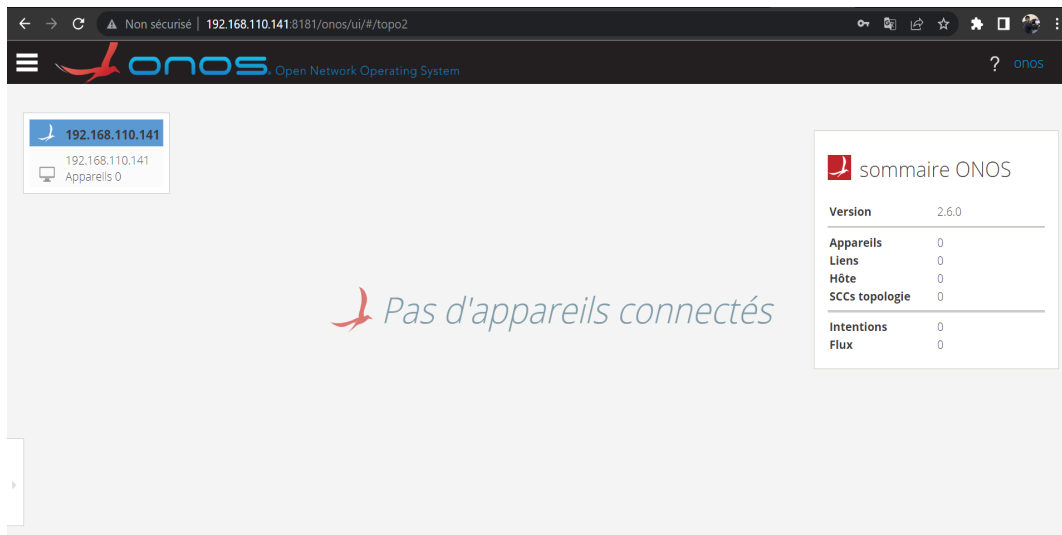 Non sécurisé | 192.168.110.141:8181/onos/ui/#/topo2
onos Open Network Operating System
? onos
192.168.110.141
192.168.110.141
Appareils 0
sommaire ONOS
Version 2.6.0
Appareils 0
Liens 0
Hôte 0
SCCs topologie 0
Intentions 0
Flux 0
Pas d'appareils connectés